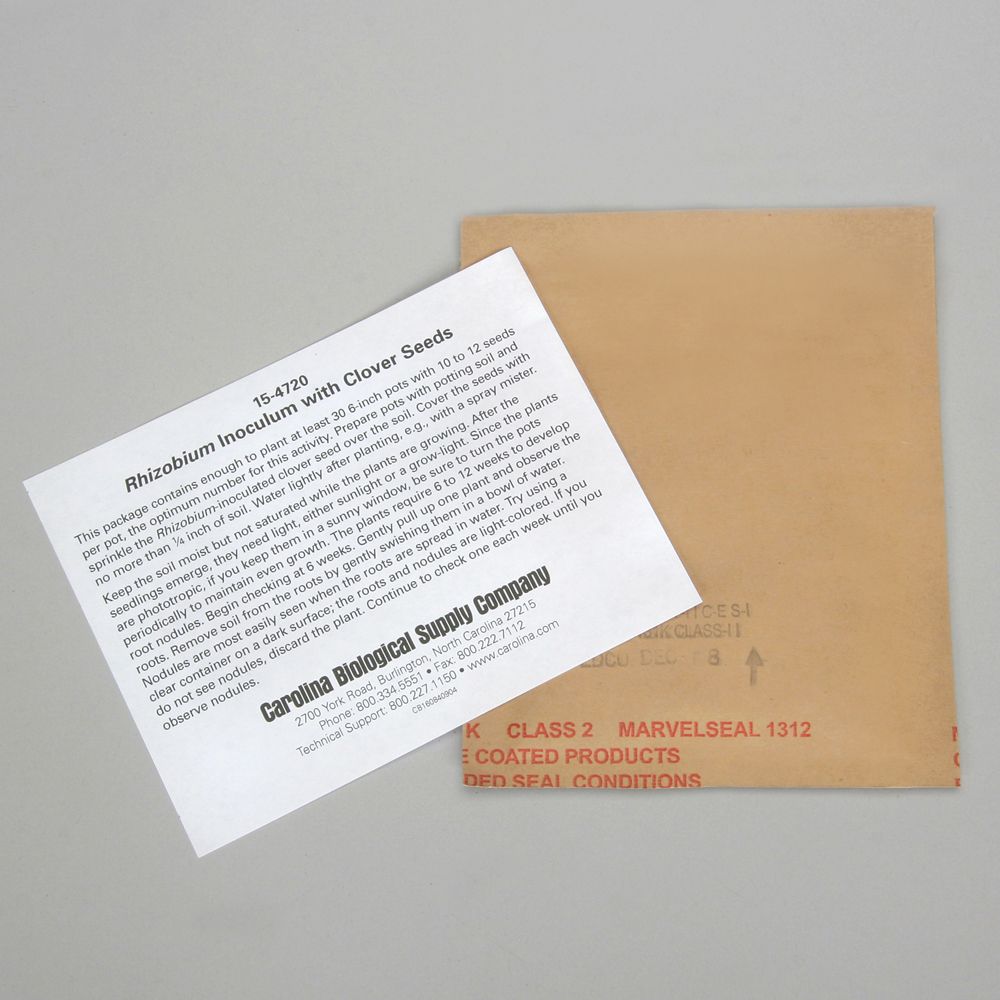 15-4720
Rhizobium Inoculum with Clover Seeds
This package contains enough to plant at least 30 6-inch pots with 10 to 12 seeds
per pot, the optimum number for this activity. Prepare pots with potting soil and
sprinkle the Rhizobium-inoculated clover seed over the soil. Cover the seeds with
no more than ¼ inch of soil. Water lightly after planting, e.g., with a spray mister.
Keep the soil moist but not saturated while the plants are growing. After the
seedlings emerge, they need light, either sunlight or a grow-light. Since the plants
are phototropic, if you keep them in a sunny window, be sure to turn the pots
periodically to maintain even growth. The plants require 6 to 12 weeks to develop
root nodules. Begin checking at 6 weeks. Gently pull up one plant and observe the
roots. Remove soil from the roots by gently swishing them in a bowl of water.
Nodules are most easily seen when the roots are spread in water. Try using a
clear container on a dark surface; the roots and nodules are light-colored. If you
do not see nodules, discard the plant. Continue to check one each week until you
observe nodules.
Carolina Biological Supply Company
2700 York Road, Burlington, North Carolina 27215
Phone: 800.334.5551 • Fax: 800.222.7112
Technical Support: 800.227.1150 • www.carolina.com
CB160840904
CLASS-II
DEC
8
K CLASS 2 MARVELSEAL 1312
E COATED PRODUCTS
DED SEAL CONDITIONS